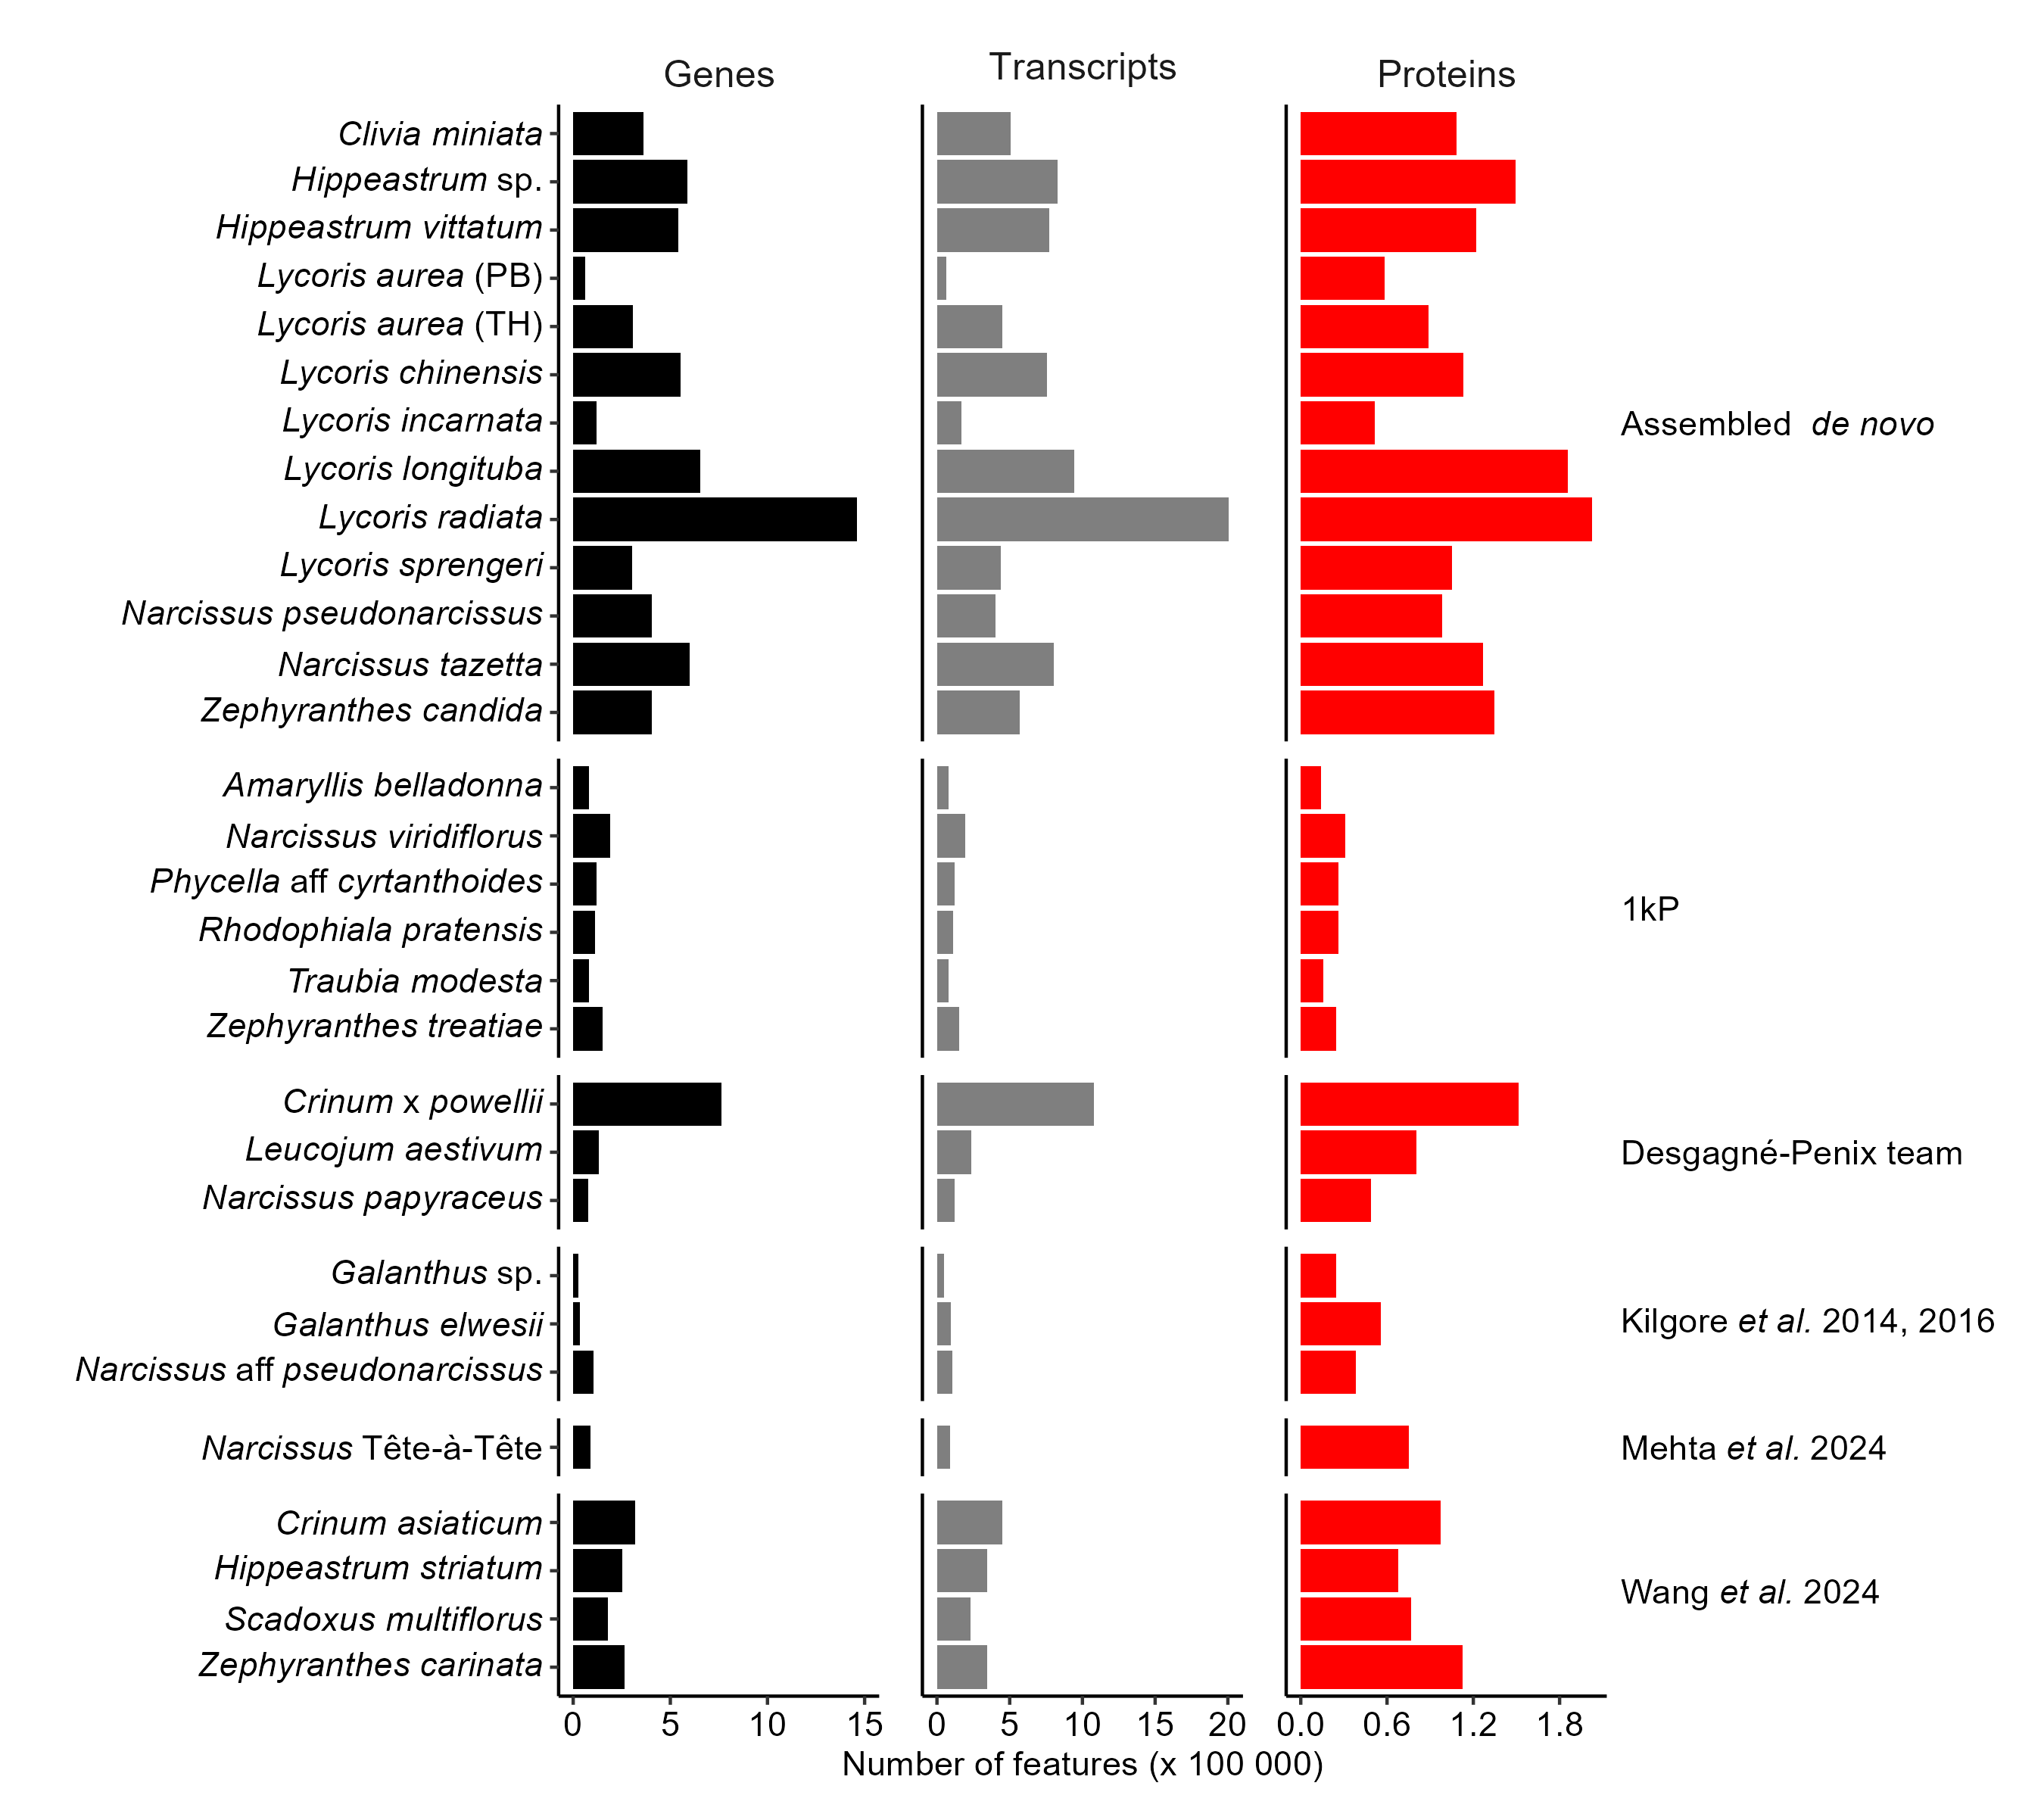 Genes Transcripts Proteins
Clivia miniata
Hippeastrum sp.
Hippeastrum vittatum
Lycoris aurea (PB)
Lycoris aurea (TH)
Lycoris chinensis
Lycoris incarnata
Assembled de novo
Lycoris longituba
Lycoris radiata
Lycoris sprengeri
Narcissus pseudonarcissus
Narcissus tazetta
Zephyranthes candida
Amaryllis belladonna
Narcissus viridiflorus
Phycella aff cyrtanthoides
1kP
Rhodophiala pratensis
Traubia modesta
Zephyranthes treatiae
Crinum x powellii
Leucojum aestivum
Desgagné-Penix team
Narcissus papyraceus
Galanthus sp.
Galanthus elwesii
Kilgore et al. 2014, 2016
Narcissus aff pseudonarcissus
Narcissus Tête-à-Tête
Mehta et al. 2024
Crinum asiaticum
Hippeastrum striatum
Wang et al. 2024
Scadoxus multiflorus
Zephyranthes carinata
0 5 10 15 0 5 10 15 20 0.0 0.6 1.2 1.8
Number of features (x 100 000)